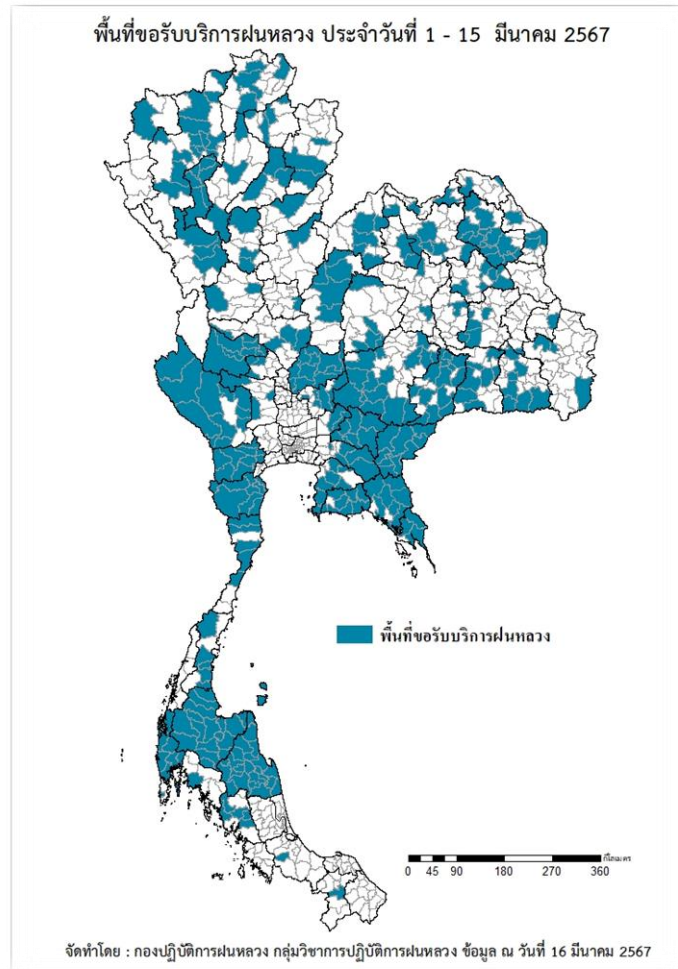 พื้นที่ขอรับบริการฝนหลวง ประจำวันที่ 1 - 15 มีนาคม 2567
พื้นที่ขอรับบริการฝนหลวง
กิโลเมตร
0 45 90 180 270 360
จัดทำโดย : กองปฏิบัติการฝนหลวง กลุ่มวิชาการปฏิบัติการฝนหลวง ข้อมูล ณ วันที่ 16 มีนาคม 2567